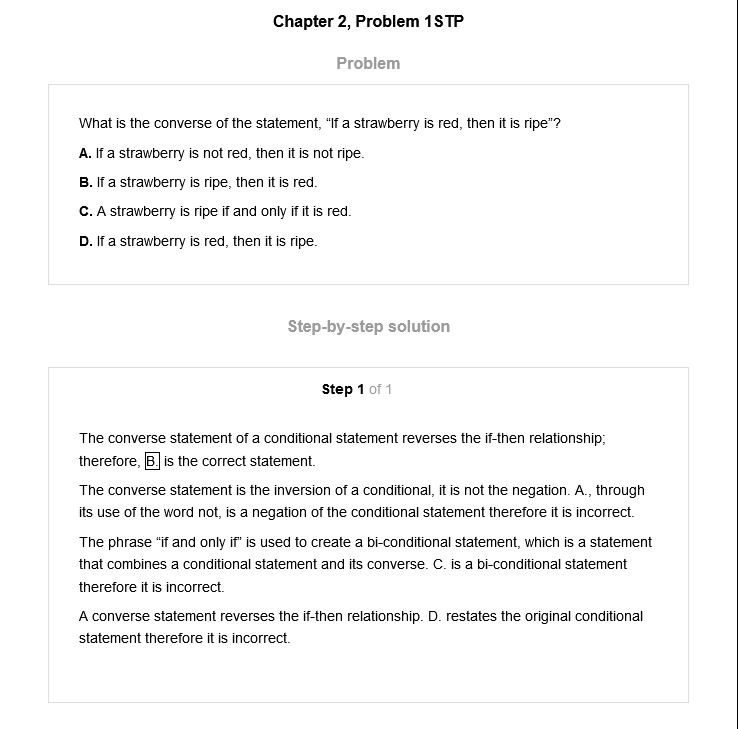 Chapter 2, Problem 1STP
Problem
What is the converse of the statement, “If a strawberry is red, then it is ripe”?
A. If a strawberry is not red, then it is not ripe.
B. If a strawberry is ripe, then it is red.
C. A strawberry is ripe if and only if it is red.
D. If a strawberry is red, then it is ripe.
Step-by-step solution
Step 1 of 1
The converse statement of a conditional statement reverses the if-then relationship;
therefore, B. is the correct statement.
The converse statement is the inversion of a conditional, it is not the negation. A., through
its use of the word not, is a negation of the conditional statement therefore it is incorrect.
The phrase “if and only if” is used to create a bi-conditional statement, which is a statement
that combines a conditional statement and its converse. C. is a bi-conditional statement
therefore it is incorrect.
A converse statement reverses the if-then relationship. D. restates the original conditional
statement therefore it is incorrect.